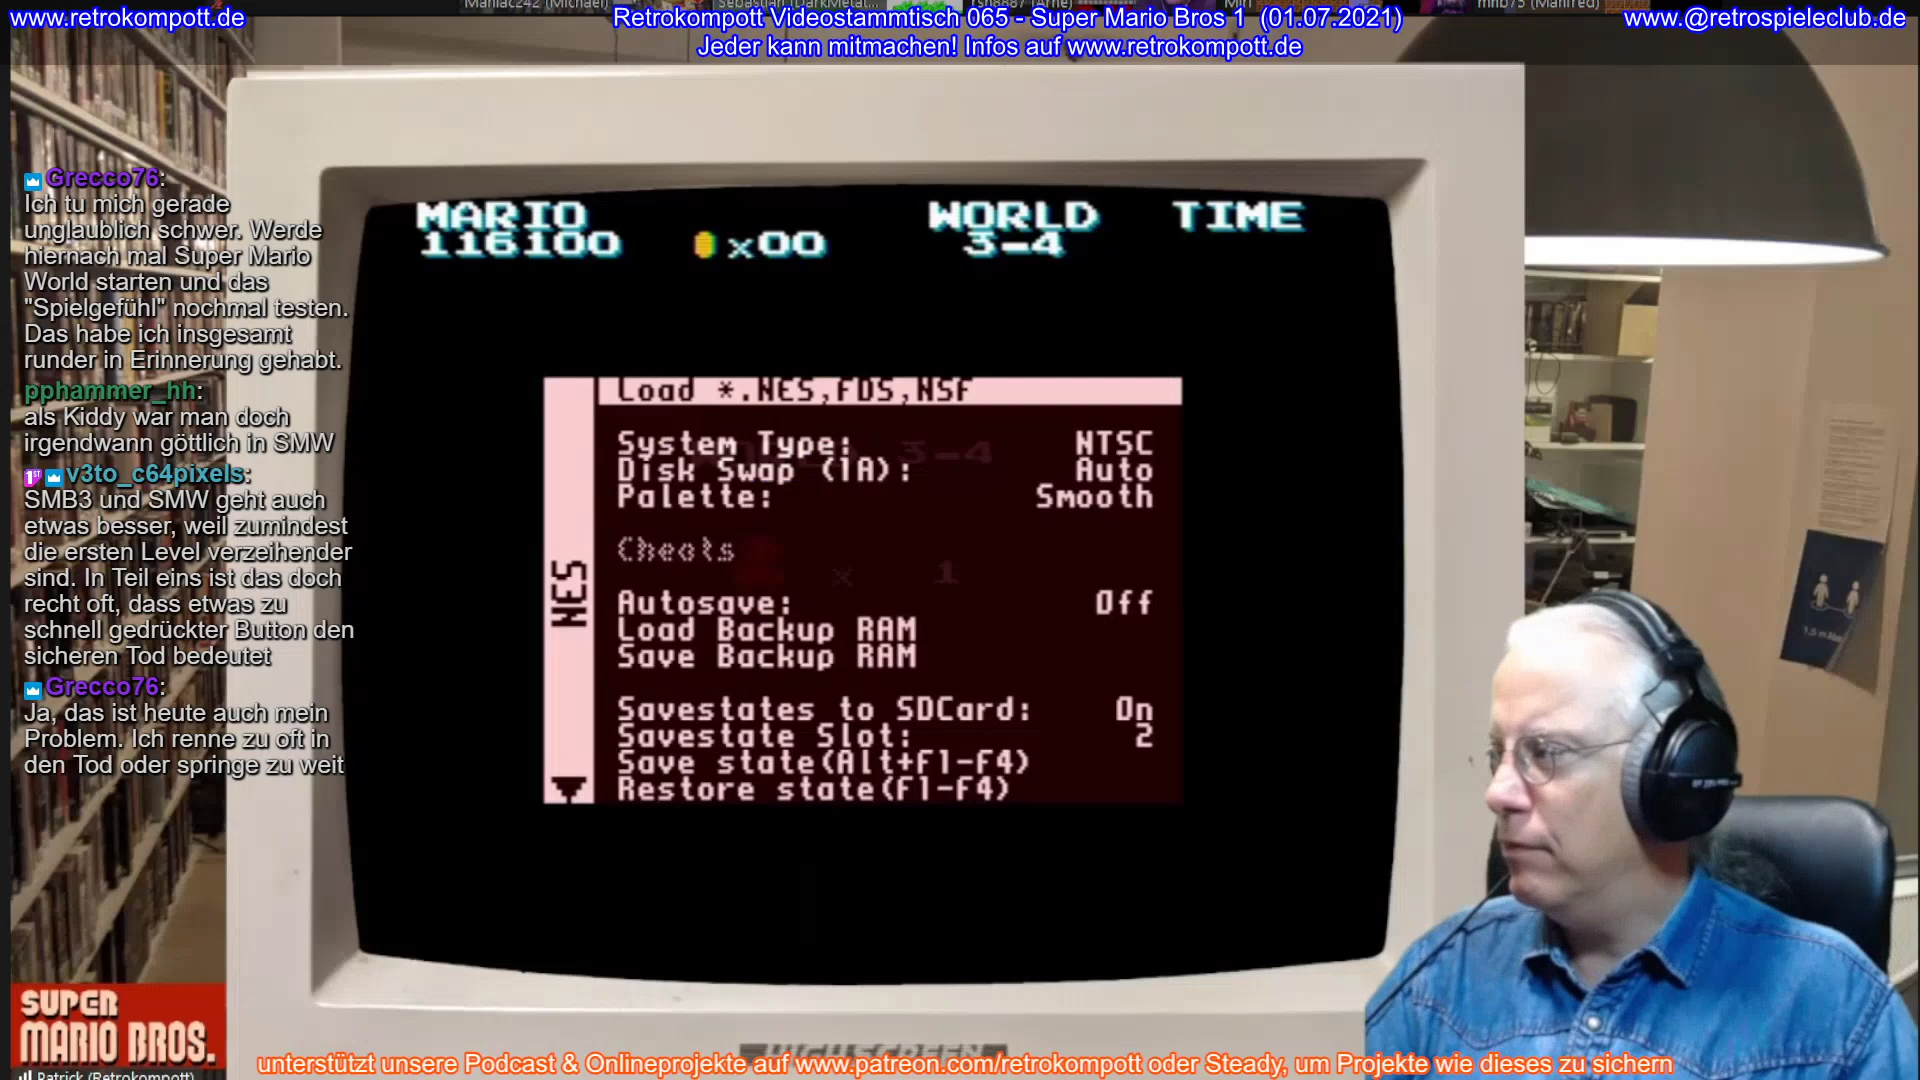 www.retrokompott.de
Maniac242 (Michael)
Retrokompott Videostammtisch 065 - Super Mario Bros 1 (01.07.2021)
Jeder kann mitmachen! Infos auf www.retrokompott.de
mhb75 (Manfred)
www.@retrospieleclub.de
Grecco76:
Ich tu mich gerade
unglaublich schwer. Werde
hiernach mal Super Mario
World starten und das
"Spielgefühl" nochmal testen.
Das habe ich insgesamt
runder in Erinnerung gehabt.
pphammer_hh:
als Kiddy war man doch
irgendwann göttlich in SMW
1ST v3to_c64pixels:
SMB3 und SMW geht auch
etwas besser, weil zumindest
die ersten Level verzeihender
sind. In Teil eins ist das doch
recht oft, dass etwas zu
schnell gedrückter Button den
sicheren Tod bedeutet
Grecco76:
Ja, das ist heute auch mein
Problem. Ich renne zu oft in
den Tod oder springe zu weit
MARIO WORLD TIME
116100 x00 3-4
Load *.NES,FDS,NSF
System Type: NTSC
3-4
Disk Swap (1A): Auto
Palette: Smooth
Cheats
x 1
Autosave: Off
Load Backup RAM
Save Backup RAM
Savestates to SDCard: On
Savestate Slot: 2
Save state(Alt+F1-F4)
Restore state(F1-F4)
NES
SUPER
MARIO BROS.
Patrick (Retrokompott)
unterstützt unsere Podcast & Onlineprojekte auf www.patreon.com/retrokompott oder Steady, um Projekte wie dieses zu sichern